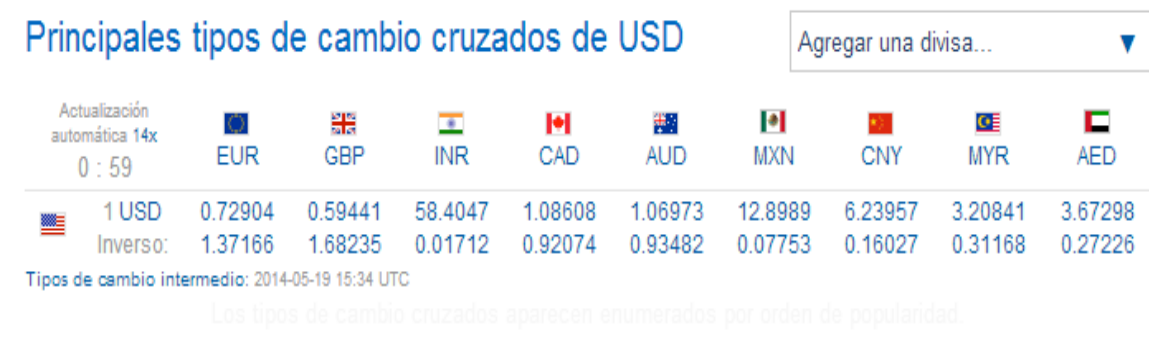 Principales tipos de cambio cruzados de USD
Agregar una divisa...
Actualización
automática 14x
0 : 59
EUR GBP INR CAD AUD MXN CNY MYR AED
1 USD 0.72904 0.59441 58.4047 1.08608 1.06973 12.8989 6.23957 3.20841 3.67298
Inverso: 1.37166 1.68235 0.01712 0.92074 0.93482 0.07753 0.16027 0.31168 0.27226
Tipos de cambio intermedio: 2014-05-19 15:34 UTC
Los tipos de cambio cruzados aparecen enumerados por orden de popularidad.